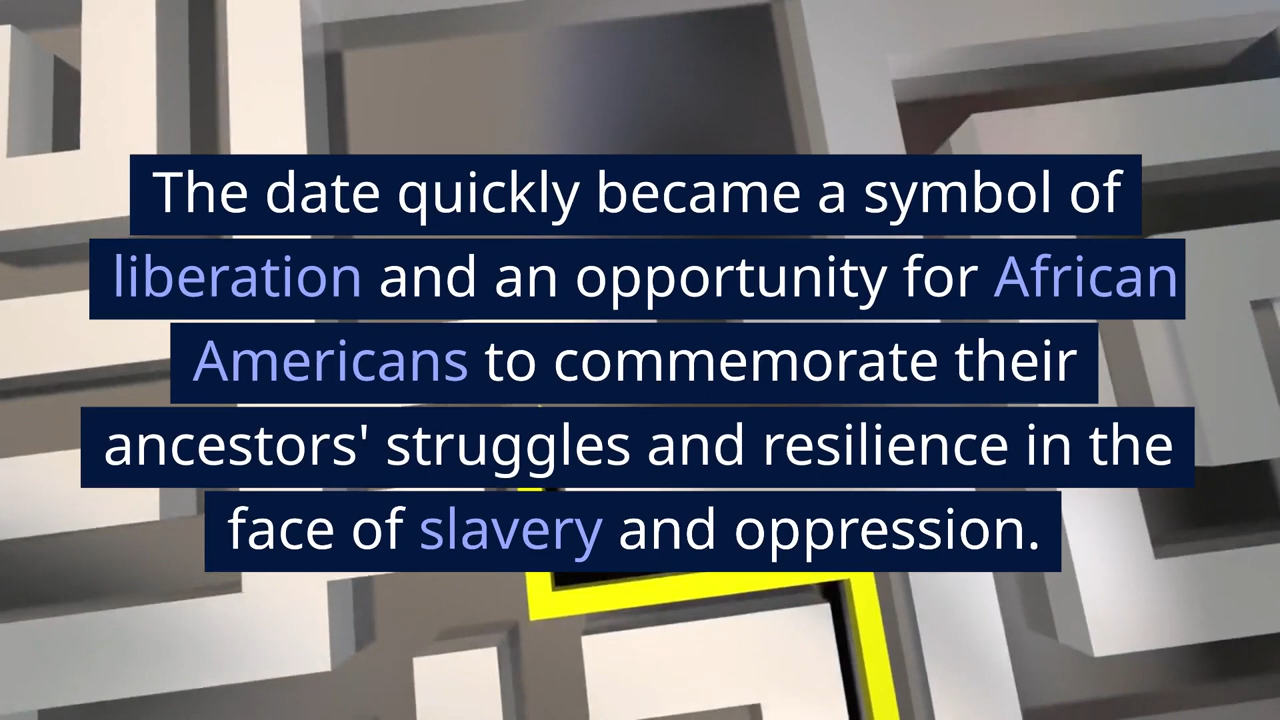 The date quickly became a symbol of
liberation and an opportunity for African
Americans to commemorate their
ancestors' struggles and resilience in the
face of slavery and oppression.